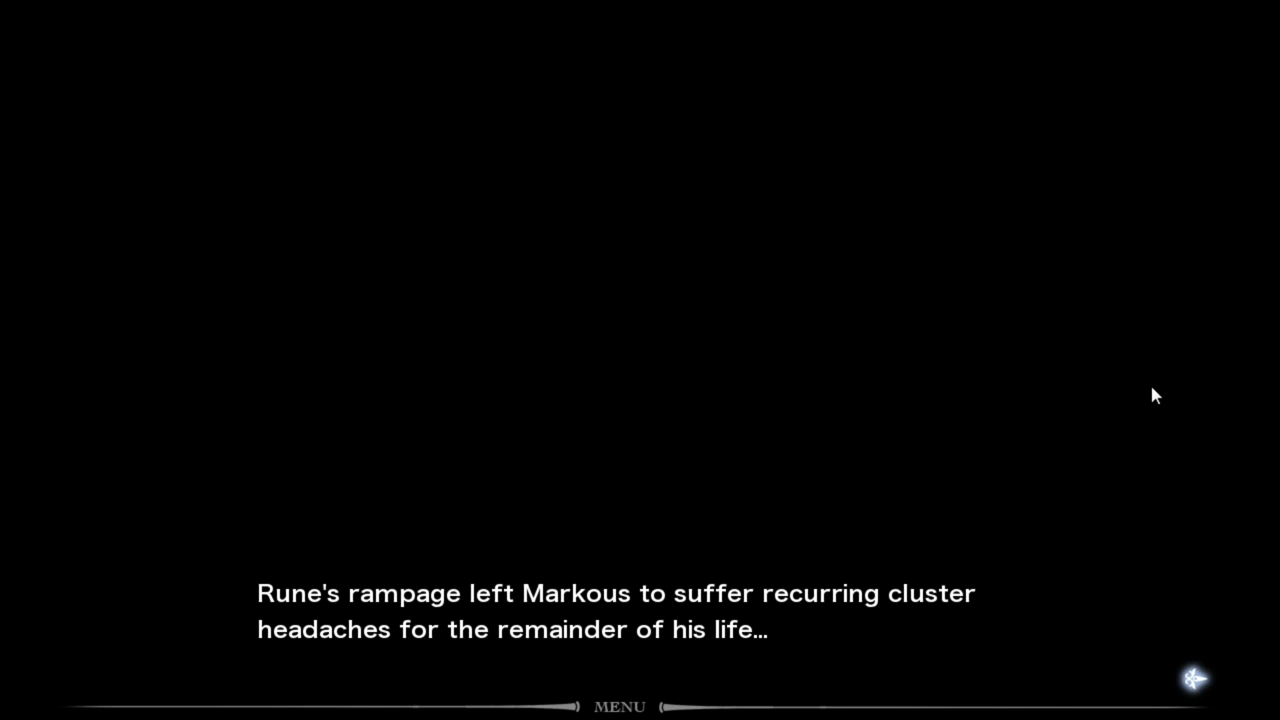 Rune's rampage left Markous to suffer recurring cluster
headaches for the remainder of his life...
MENU